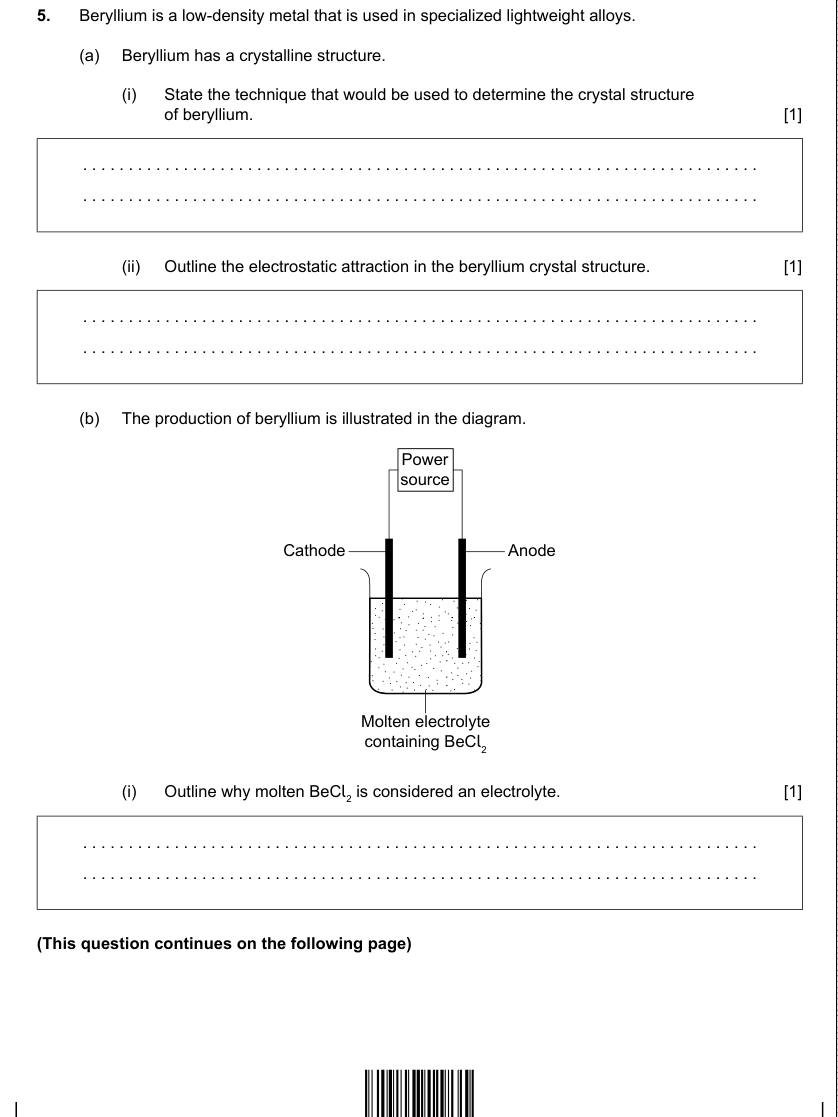 5. Beryllium is a low-density metal that is used in specialized lightweight alloys.
(a) Beryllium has a crystalline structure.
(i) State the technique that would be used to determine the crystal structure
of beryllium. [1]
(ii) Outline the electrostatic attraction in the beryllium crystal structure. [1]
(b) The production of beryllium is illustrated in the diagram.
Power
source
Cathode
Anode
Molten electrolyte
containing BeCl₂
(i) Outline why molten BeCl₂ is considered an electrolyte. [1]
(This question continues on the following page)